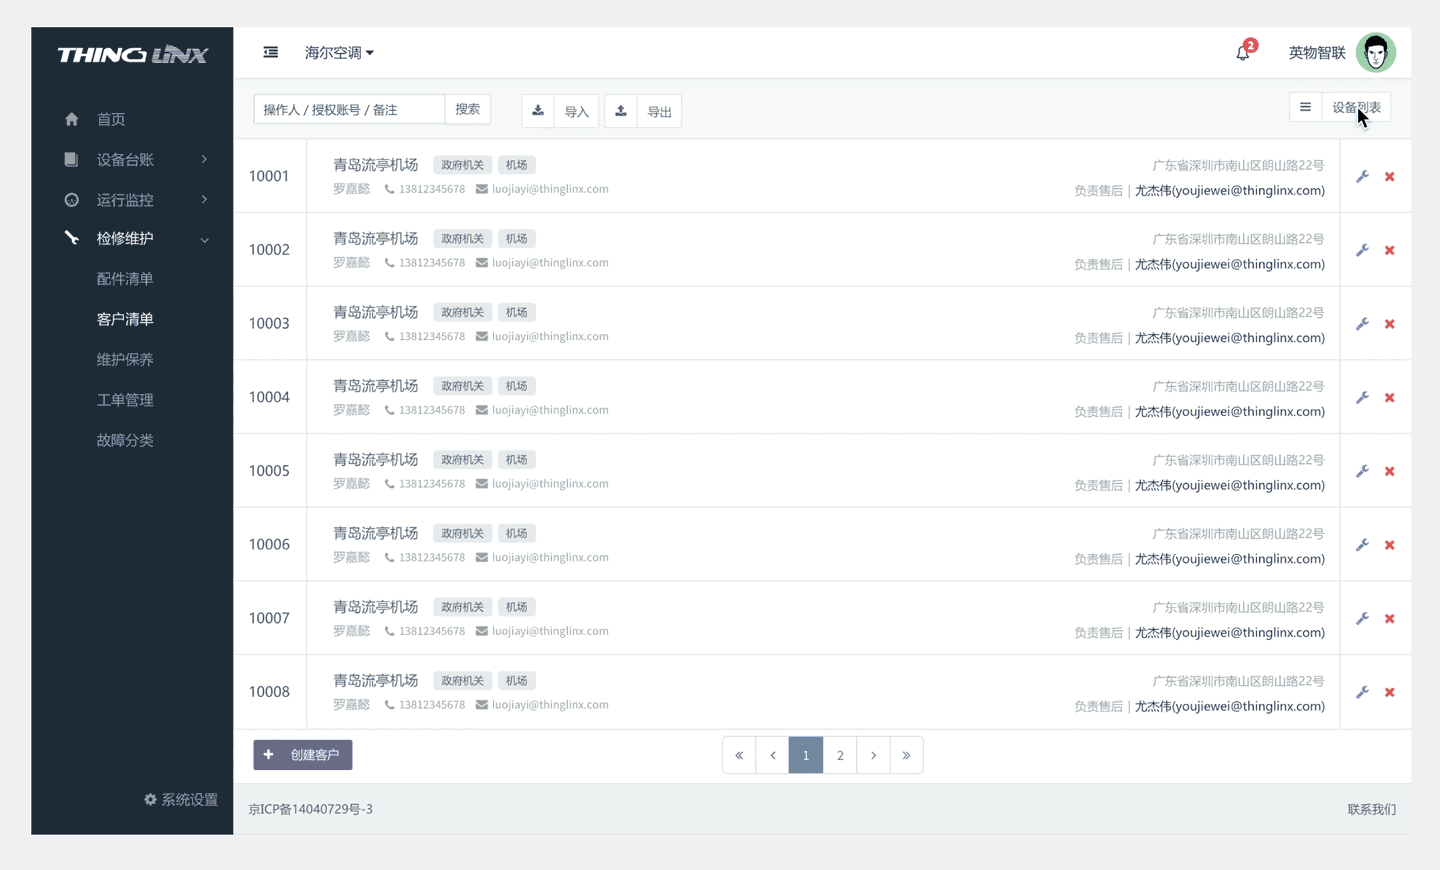 THINGLINX
海尔空调
2
英物智联
操作人 / 授权账号 / 备注
搜索
导入
导出
设备列表
首页
设备台账
运行监控
检修维护
配件清单
客户清单
维护保养
工单管理
故障分类
系统设置
10001
青岛流亭机场 政府机关 机场
罗嘉懿 13812345678 luojiayi@thinglinx.com
广东省深圳市南山区朗山路22号
负责售后 | 尤杰伟(youjiewei@thinglinx.com)
10002
青岛流亭机场 政府机关 机场
罗嘉懿 13812345678 luojiayi@thinglinx.com
广东省深圳市南山区朗山路22号
负责售后 | 尤杰伟(youjiewei@thinglinx.com)
10003
青岛流亭机场 政府机关 机场
罗嘉懿 13812345678 luojiayi@thinglinx.com
广东省深圳市南山区朗山路22号
负责售后 | 尤杰伟(youjiewei@thinglinx.com)
10004
青岛流亭机场 政府机关 机场
罗嘉懿 13812345678 luojiayi@thinglinx.com
广东省深圳市南山区朗山路22号
负责售后 | 尤杰伟(youjiewei@thinglinx.com)
10005
青岛流亭机场 政府机关 机场
罗嘉懿 13812345678 luojiayi@thinglinx.com
广东省深圳市南山区朗山路22号
负责售后 | 尤杰伟(youjiewei@thinglinx.com)
10006
青岛流亭机场 政府机关 机场
罗嘉懿 13812345678 luojiayi@thinglinx.com
广东省深圳市南山区朗山路22号
负责售后 | 尤杰伟(youjiewei@thinglinx.com)
10007
青岛流亭机场 政府机关 机场
罗嘉懿 13812345678 luojiayi@thinglinx.com
广东省深圳市南山区朗山路22号
负责售后 | 尤杰伟(youjiewei@thinglinx.com)
10008
青岛流亭机场 政府机关 机场
罗嘉懿 13812345678 luojiayi@thinglinx.com
广东省深圳市南山区朗山路22号
负责售后 | 尤杰伟(youjiewei@thinglinx.com)
+ 创建客户
« ‹ 1 2 › »
京ICP备14040729号-3
联系我们